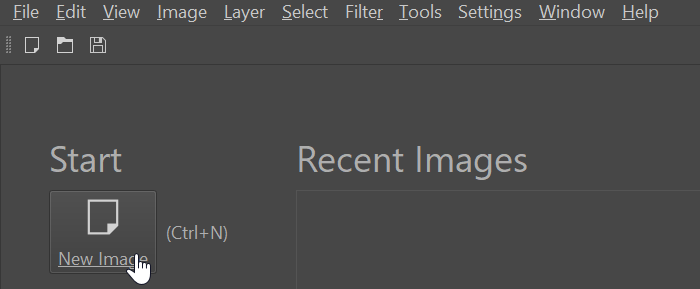 File Edit View Image Layer Select Filter Tools Settings Window Help
Start Recent Images
New Image (Ctrl+N)